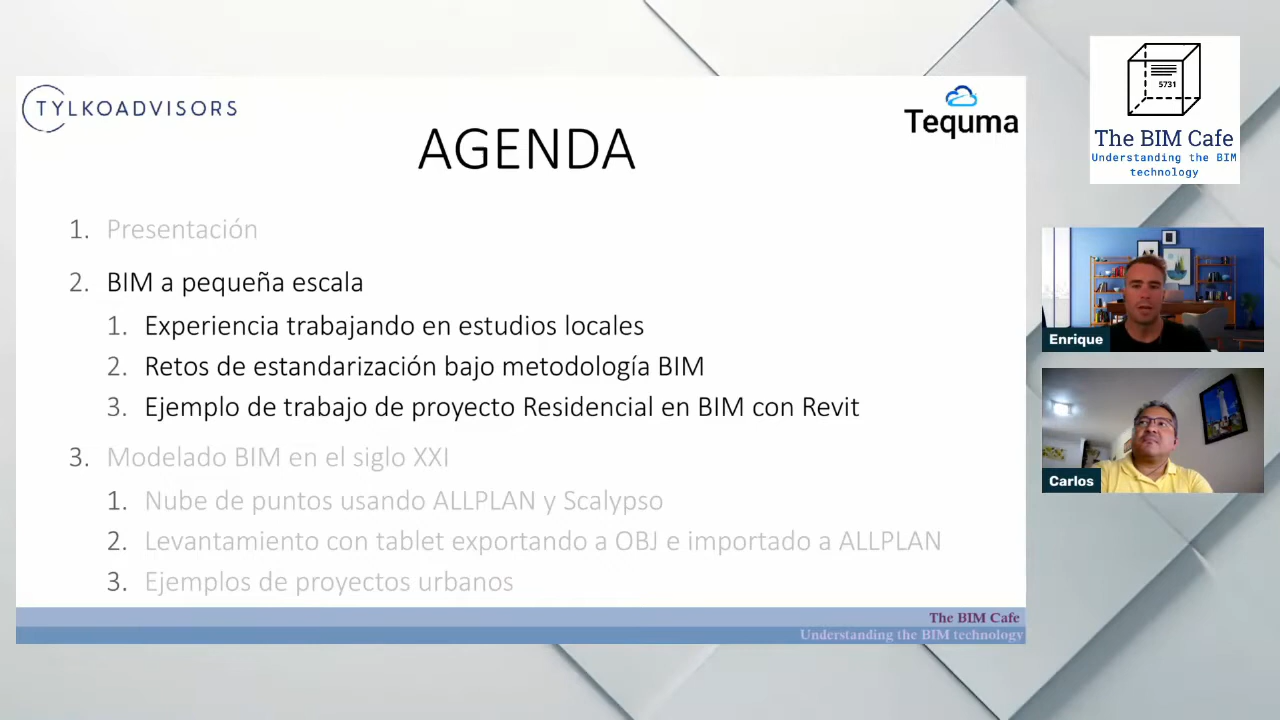 TYLKOADVISORS
Tequma
AGENDA
1. Presentación
2. BIM a pequeña escala
1. Experiencia trabajando en estudios locales
2. Retos de estandarización bajo metodología BIM
3. Ejemplo de trabajo de proyecto Residencial en BIM con Revit
3. Modelado BIM en el siglo XXI
1. Nube de puntos usando ALLPLAN y Scalypso
2. Levantamiento con tablet exportando a OBJ e importado a ALLPLAN
3. Ejemplos de proyectos urbanos
The BIM Cafe
Understanding the BIM technology
5731
The BIM Cafe
Understanding the BIM
technology
Enrique
Carlos